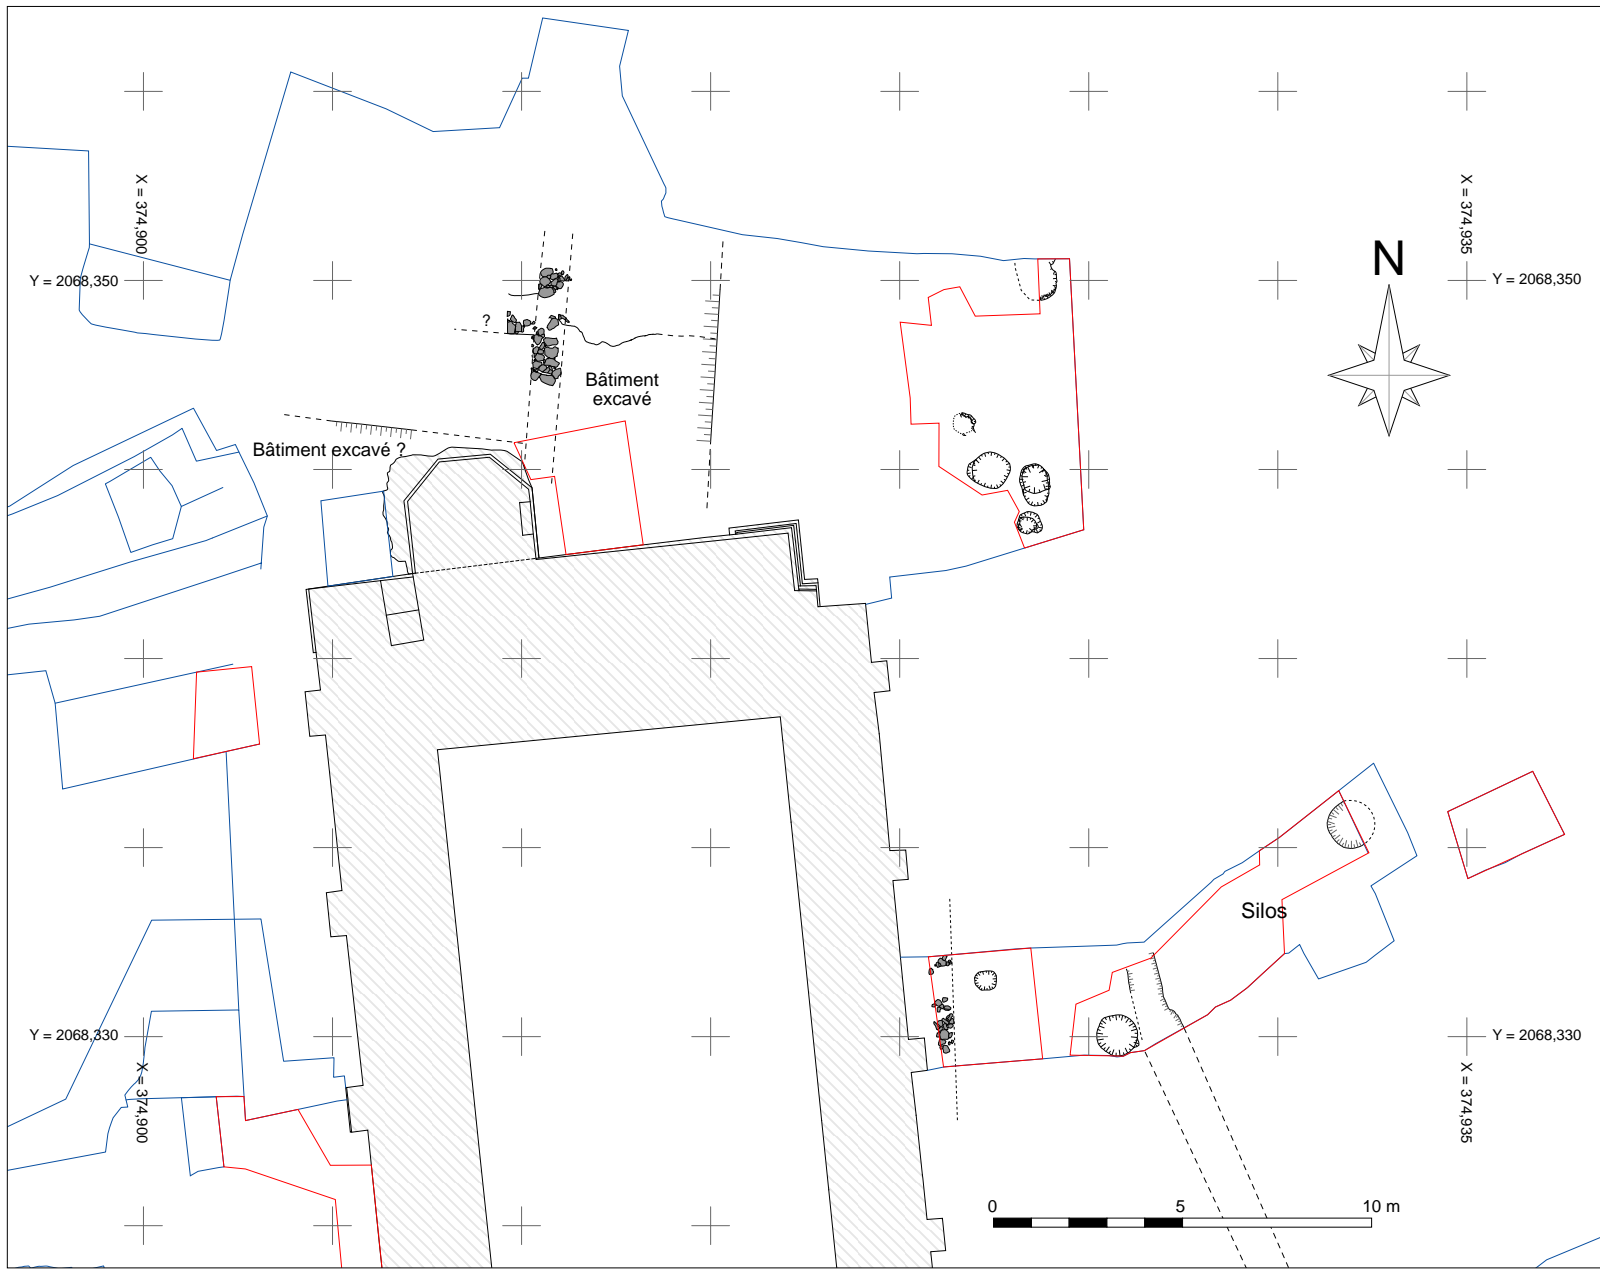 X = 374,900
X = 374,935
N
Y = 2068,350
Y = 2068,350
?
Bâtiment
excavé
Bâtiment excavé ?
Silos
Y = 2068,330
Y = 2068,330
X = 374,900
X = 374,935
0 5 10 m